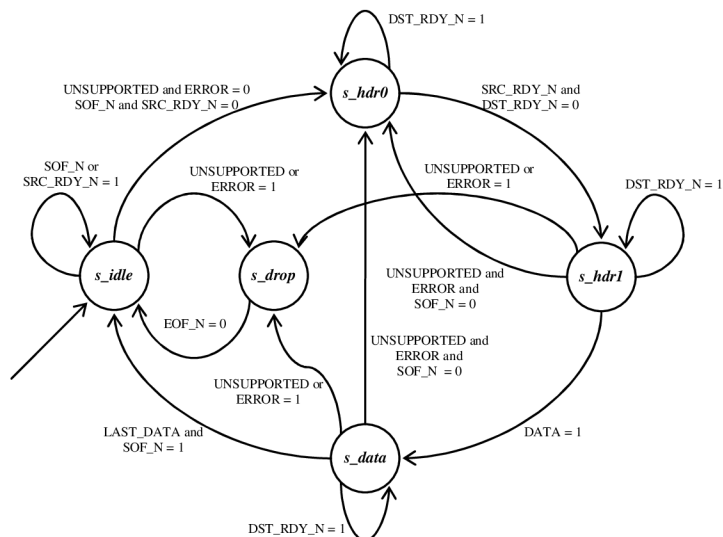 DST_RDY_N = 1
UNSUPPORTED and ERROR = 0
SOF_N and SRC_RDY_N = 0
s_hdr0
SRC_RDY_N and
DST_RDY_N = 0
SOF_N or
SRC_RDY_N = 1
UNSUPPORTED or
ERROR = 1
UNSUPPORTED or
ERROR = 1
DST_RDY_N = 1
s_idle
s_drop
s_hdr1
UNSUPPORTED and
ERROR and
SOF_N = 0
EOF_N = 0
UNSUPPORTED and
ERROR and
SOF_N = 0
UNSUPPORTED or
ERROR = 1
LAST_DATA and
SOF_N = 1
DATA = 1
s_data
DST_RDY_N = 1